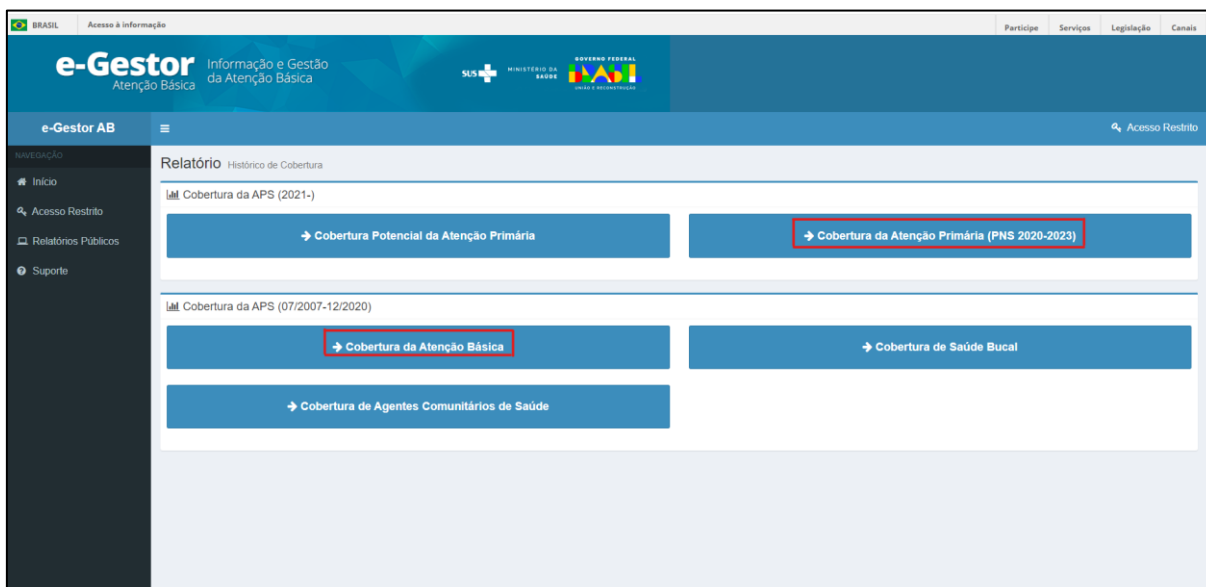 BRASIL Acesso à informação Participe Serviços Legislação Canais
e-Gestor
Atenção Básica
Informação e Gestão
da Atenção Básica
SUS MINISTÉRIO DA
SAÚDE
GOVERNO FEDERAL
BRASIL
UNIÃO E RECONSTRUÇÃO
e-Gestor AB Acesso Restrito
NAVEGAÇÃO
Início
Acesso Restrito
Relatórios Públicos
Suporte
Relatório Histórico de Cobertura
Cobertura da APS (2021-)
Cobertura Potencial da Atenção Primária
Cobertura da Atenção Primária (PNS 2020-2023)
Cobertura da APS (07/2007-12/2020)
Cobertura da Atenção Básica
Cobertura de Saúde Bucal
Cobertura de Agentes Comunitários de Saúde